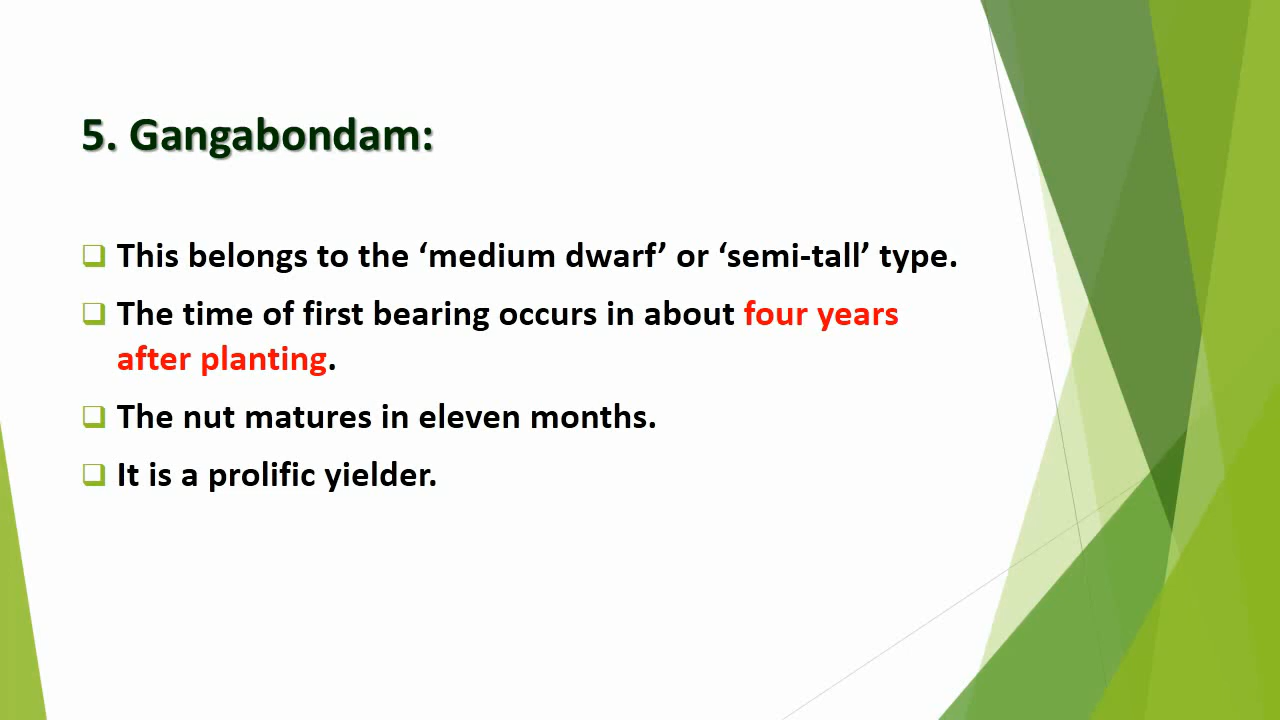 5. Gangabondam:
This belongs to the ‘medium dwarf’ or ‘semi-tall’ type.
The time of first bearing occurs in about four years
after planting.
The nut matures in eleven months.
It is a prolific yielder.